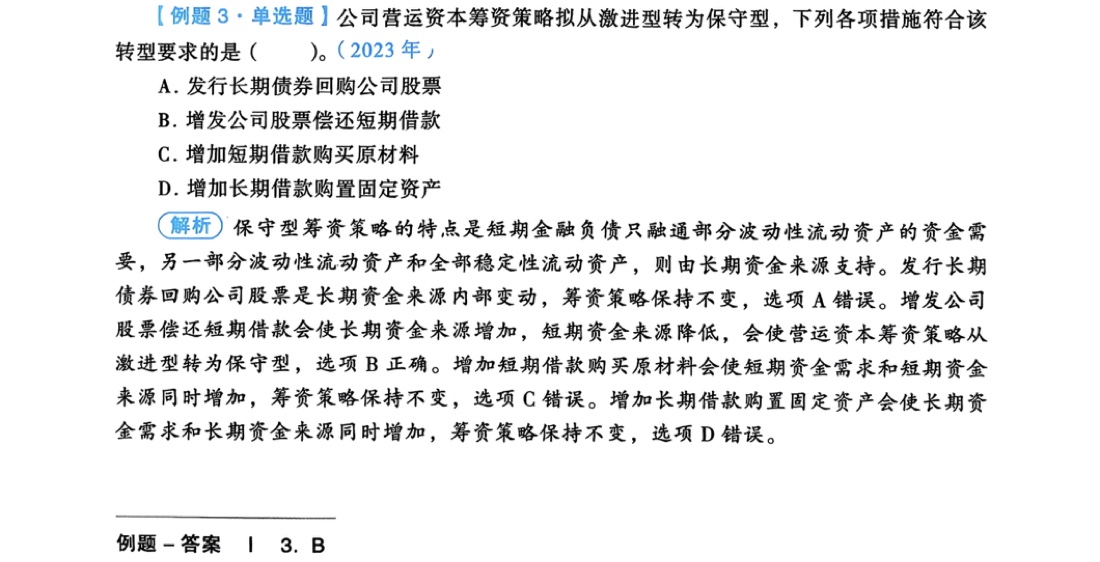 【例题 3·单选题】公司营运资本筹资策略拟从激进型转为保守型，下列各项措施符合该
转型要求的是（　　）。（2023 年）
A. 发行长期债券回购公司股票
B. 增发公司股票偿还短期借款
C. 增加短期借款购买原材料
D. 增加长期借款购置固定资产
解析 保守型筹资策略的特点是短期金融负债只融通部分波动性流动资产的资金需
要，另一部分波动性流动资产和全部稳定性流动资产，则由长期资金来源支持。发行长期
债券回购公司股票是长期资金来源内部变动，筹资策略保持不变，选项 A 错误。增发公司
股票偿还短期借款会使长期资金来源增加，短期资金来源降低，会使营运资本筹资策略从
激进型转为保守型，选项 B 正确。增加短期借款购买原材料会使短期资金需求和短期资金
来源同时增加，筹资策略保持不变，选项 C 错误。增加长期借款购置固定资产会使长期资
金需求和长期资金来源同时增加，筹资策略保持不变，选项 D 错误。
例题－答案 | 3. B